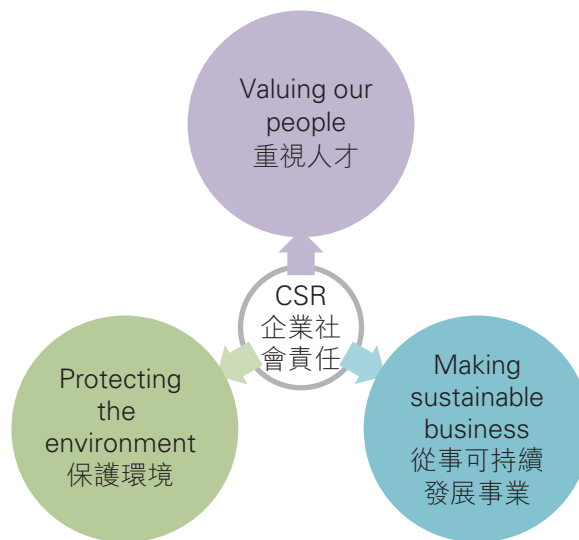 Valuing our
people
重視人才
CSR
企業社
會責任
Protecting
the
environment
保護環境
Making
sustainable
business
從事可持續
發展事業